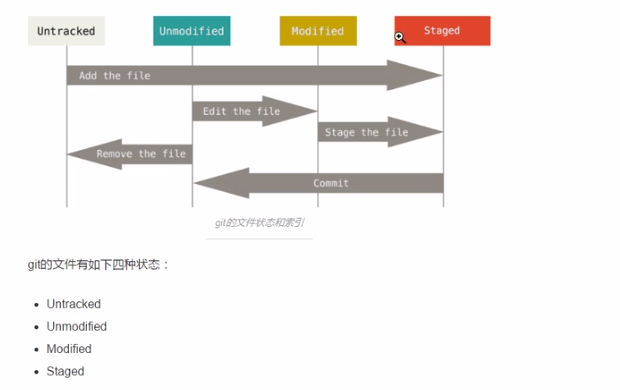 Untracked Unmodified Modified Staged
Add the file
Edit the file
Stage the file
Remove the file
Commit
git的文件状态和索引
git的文件有如下四种状态：
• Untracked
• Unmodified
• Modified
• Staged